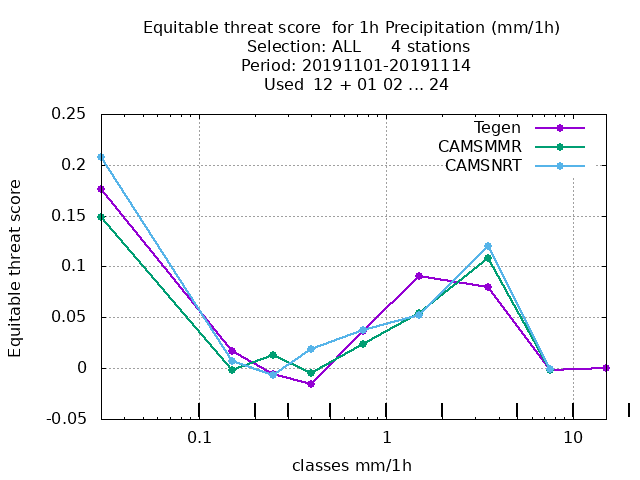 Equitable threat score  for 1h Precipitation (mm/1h)
Selection: ALL      4 stations
Period: 20191101-20191114
Used  12 + 01 02 ... 24
Tegen
CAMSMMR
CAMSNRT
Equitable threat score
0.25
0.2
0.15
0.1
0.05
0
-0.05
0.1
1
10
classes mm/1h